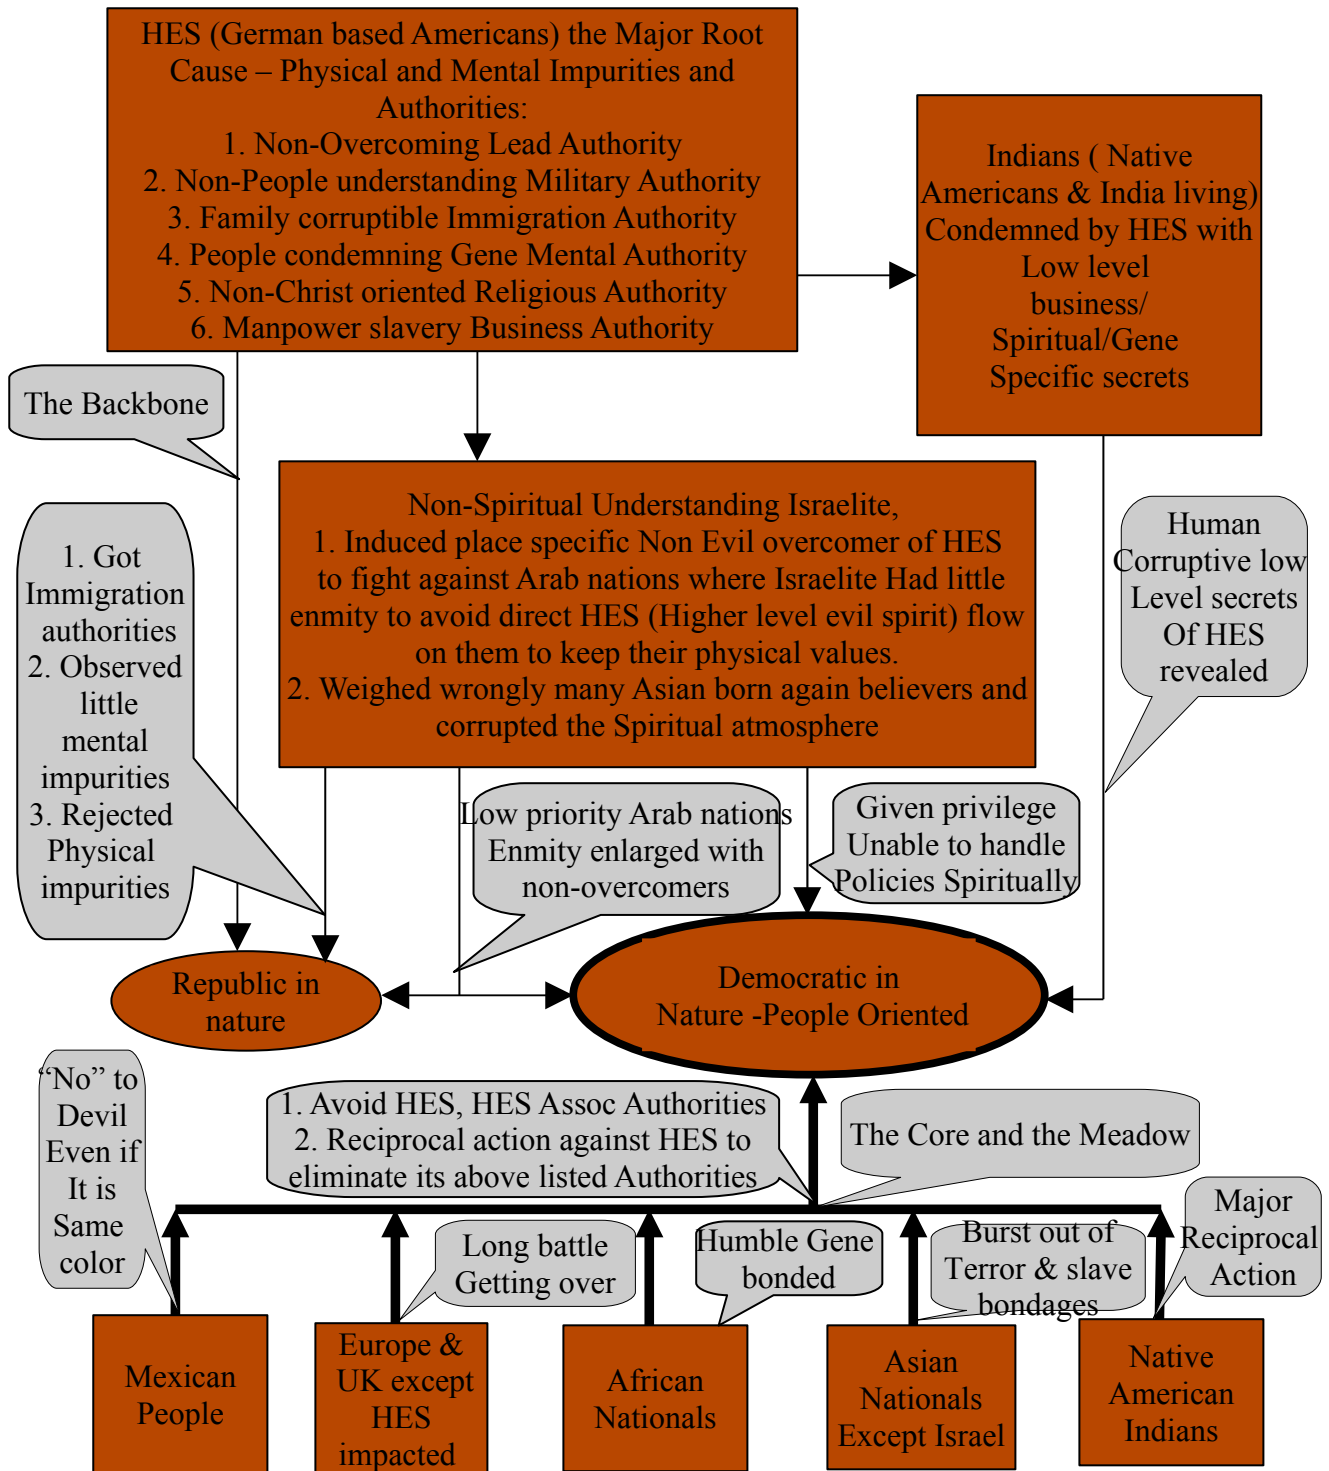 HES (German based Americans) the Major Root
Cause – Physical and Mental Impurities and
Authorities:
1. Non-Overcoming Lead Authority
2. Non-People understanding Military Authority
3. Family corruptible Immigration Authority
4. People condemning Gene Mental Authority
5. Non-Christ oriented Religious Authority
6. Manpower slavery Business Authority
Indians ( Native
Americans & India living)
Condemned by HES with
Low level
business/
Spiritual/Gene
Specific secrets
The Backbone
Non-Spiritual Understanding Israelite,
1. Induced place specific Non Evil overcomer of HES
to fight against Arab nations where Israelite Had little
enmity to avoid direct HES (Higher level evil spirit) flow
on them to keep their physical values.
2. Weighed wrongly many Asian born again believers and
corrupted the Spiritual atmosphere
Human
Corruptive low
Level secrets
Of HES
revealed
1. Got
Immigration
authorities
2. Observed
little
mental
impurities
3. Rejected
Physical
impurities
Low priority Arab nations
Enmity enlarged with
non-overcomers
Given privilege
Unable to handle
Policies Spiritually
Republic in
nature
Democratic in
Nature -People Oriented
“No” to
Devil
Even if
It is
Same
color
1. Avoid HES, HES Assoc Authorities
2. Reciprocal action against HES to
eliminate its above listed Authorities
The Core and the Meadow
Long battle
Getting over
Humble Gene
bonded
Burst out of
Terror & slave
bondages
Major
Reciprocal
Action
Mexican
People
Europe &
UK except
HES
impacted
African
Nationals
Asian
Nationals
Except Israel
Native
American
Indians